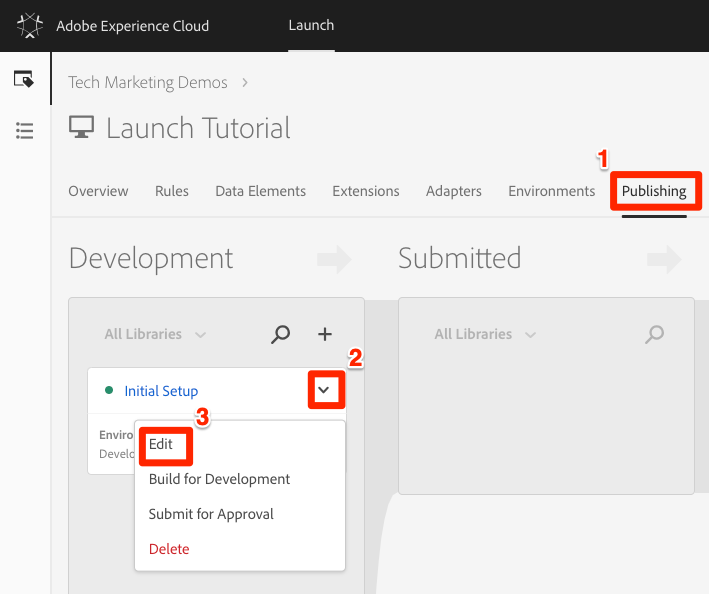 Adobe Experience Cloud
Launch
Tech Marketing Demos
Launch Tutorial
1
Overview
Rules
Data Elements
Extensions
Adapters
Environments
Publishing
Development
Submitted
All Libraries
All Libraries
2
Initial Setup
3
Enviro
Develo
Edit
Build for Development
Submit for Approval
Delete